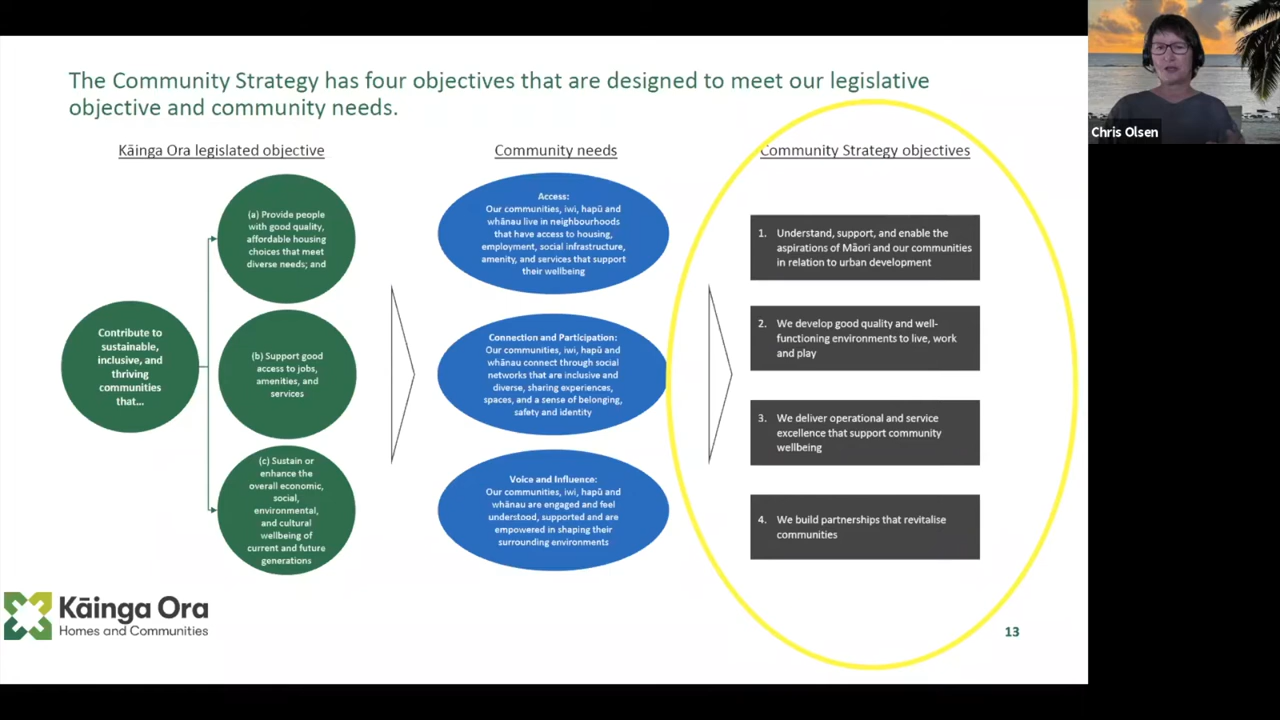 The Community Strategy has four objectives that are designed to meet our legislative
objective and community needs.
Kāinga Ora legislated objective
Contribute to
sustainable,
inclusive, and
thriving
communities
that...
(a) Provide people
with good quality,
affordable housing
choices that meet
diverse needs; and
(b) Support good
access to jobs,
amenities, and
services
(c) Sustain or
enhance the
overall economic,
social,
environmental,
and cultural
wellbeing of
current and future
generations
Community needs
Access:
Our communities, iwi, hapū and
whānau live in neighbourhoods
that have access to housing,
employment, social infrastructure,
amenity, and services that support
their wellbeing
Connection and Participation:
Our communities, iwi, hapū and
whānau connect through social
networks that are inclusive and
diverse, sharing experiences,
spaces, and a sense of belonging,
safety and identity
Voice and Influence:
Our communities, iwi, hapū and
whānau are engaged and feel
understood, supported and are
empowered in shaping their
surrounding environments
Community Strategy objectives
1. Understand, support, and enable the
aspirations of Māori and our communities
in relation to urban development
2. We develop good quality and well-
functioning environments to live, work
and play
3. We deliver operational and service
excellence that support community
wellbeing
4. We build partnerships that revitalise
communities
Kāinga Ora
Homes and Communities
13
Chris Olsen